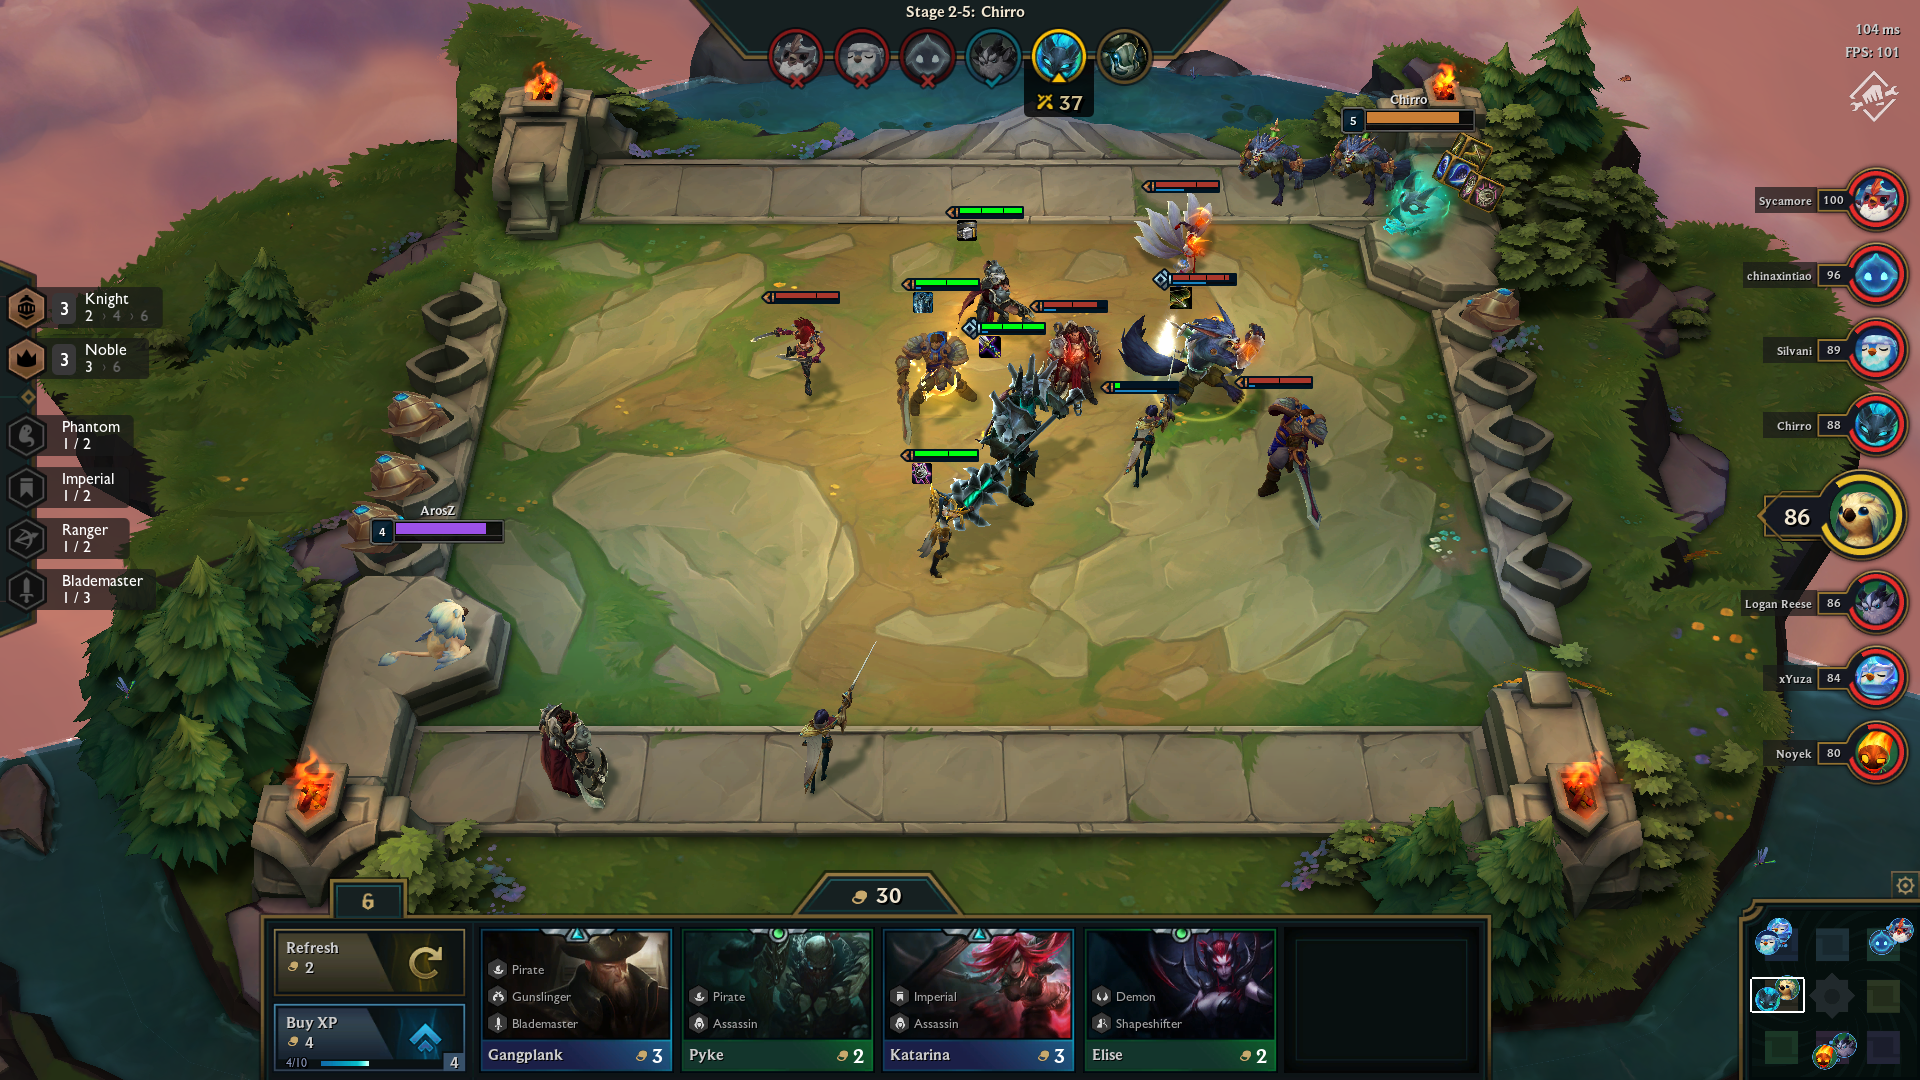 Stage 2-5: Chirro
104 ms
FPS: 101
37
Chirro
5
Sycamore 100
chinaxintiao 96
Silvani 89
Chirro 88
86
Logan Reese 86
xYuza 84
Noyek 80
3 Knight
2 › 4 › 6
3 Noble
3 › 6
Phantom
1 / 2
Imperial
1 / 2
Ranger
1 / 2
Blademaster
1 / 3
ArosZ
4
6
30
Refresh
2
Buy XP
4
4/10
4
Pirate
Gunslinger
Blademaster
Gangplank 3
Pirate
Assassin
Pyke 2
Imperial
Assassin
Katarina 3
Demon
Shapeshifter
Elise 2